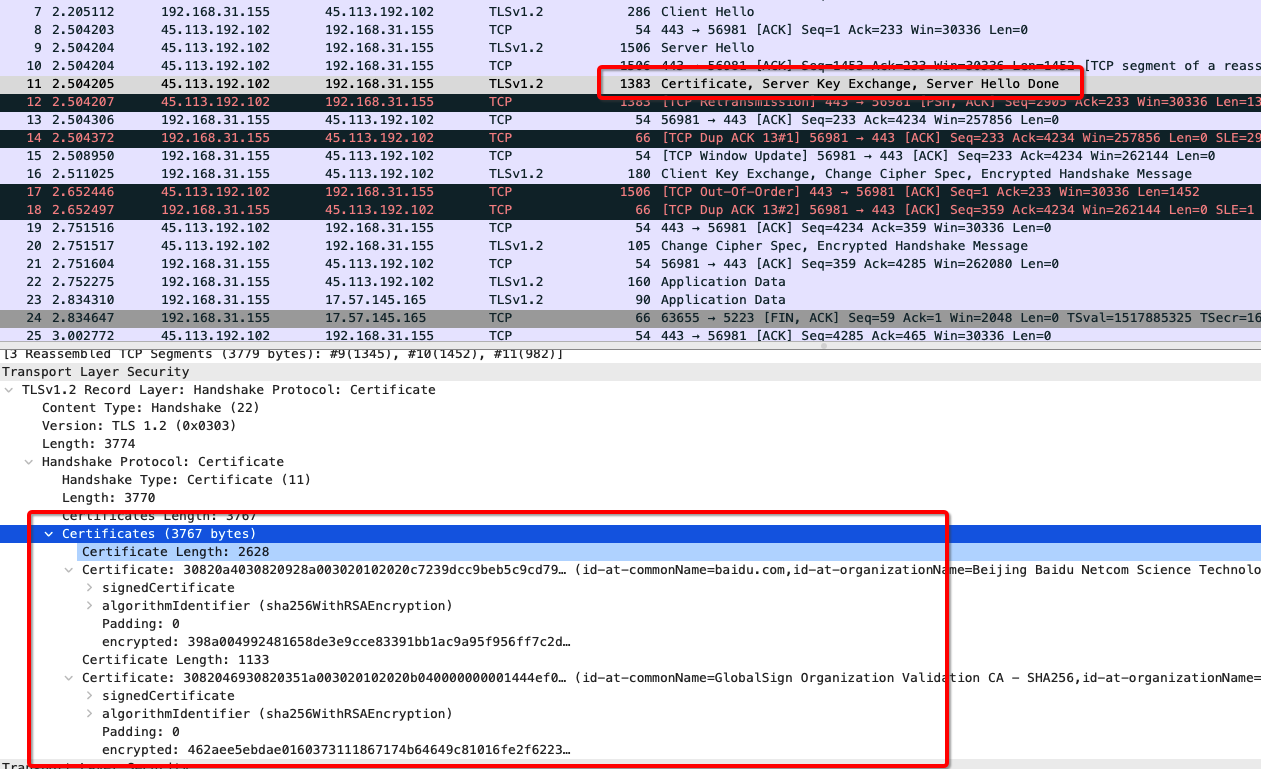 7 2.205112 192.168.31.155 45.113.192.102 TLSv1.2 286 Client Hello
8 2.504203 45.113.192.102 192.168.31.155 TCP 54 443 → 56981 [ACK] Seq=1 Ack=233 Win=30336 Len=0
9 2.504204 45.113.192.102 192.168.31.155 TLSv1.2 1506 Server Hello
10 2.504204 45.113.192.102 192.168.31.155 TCP 1506 443 → 56981 [ACK] Seq=1453 Ack=233 Win=30336 Len=1452 [TCP segment of a reass
11 2.504205 45.113.192.102 192.168.31.155 TLSv1.2 1383 Certificate, Server Key Exchange, Server Hello Done
12 2.504207 45.113.192.102 192.168.31.155 TCP 1383 [TCP Retransmission] 443 → 56981 [PSH, ACK] Seq=2905 Ack=233 Win=30336 Len=13
13 2.504306 192.168.31.155 45.113.192.102 TCP 54 56981 → 443 [ACK] Seq=233 Ack=4234 Win=257856 Len=0
14 2.504372 192.168.31.155 45.113.192.102 TCP 66 [TCP Dup ACK 13#1] 56981 → 443 [ACK] Seq=233 Ack=4234 Win=257856 Len=0 SLE=29
15 2.508950 192.168.31.155 45.113.192.102 TCP 54 [TCP Window Update] 56981 → 443 [ACK] Seq=233 Ack=4234 Win=262144 Len=0
16 2.511025 192.168.31.155 45.113.192.102 TLSv1.2 180 Client Key Exchange, Change Cipher Spec, Encrypted Handshake Message
17 2.652446 45.113.192.102 192.168.31.155 TCP 1506 [TCP Out-Of-Order] 443 → 56981 [ACK] Seq=1 Ack=233 Win=30336 Len=1452
18 2.652497 192.168.31.155 45.113.192.102 TCP 66 [TCP Dup ACK 13#2] 56981 → 443 [ACK] Seq=359 Ack=4234 Win=262144 Len=0 SLE=1
19 2.751516 45.113.192.102 192.168.31.155 TCP 54 443 → 56981 [ACK] Seq=4234 Ack=359 Win=30336 Len=0
20 2.751517 45.113.192.102 192.168.31.155 TLSv1.2 105 Change Cipher Spec, Encrypted Handshake Message
21 2.751604 192.168.31.155 45.113.192.102 TCP 54 56981 → 443 [ACK] Seq=359 Ack=4285 Win=262080 Len=0
22 2.752275 192.168.31.155 45.113.192.102 TLSv1.2 160 Application Data
23 2.834310 192.168.31.155 17.57.145.165 TLSv1.2 90 Application Data
24 2.834647 192.168.31.155 17.57.145.165 TCP 66 63655 → 5223 [FIN, ACK] Seq=59 Ack=1 Win=2048 Len=0 TSval=1517885325 TSecr=16
25 3.002772 45.113.192.102 192.168.31.155 TCP 54 443 → 56981 [ACK] Seq=4285 Ack=465 Win=30336 Len=0
[3 Reassembled TCP Segments (3779 bytes): #9(1345), #10(1452), #11(982)]
Transport Layer Security
TLSv1.2 Record Layer: Handshake Protocol: Certificate
Content Type: Handshake (22)
Version: TLS 1.2 (0x0303)
Length: 3774
Handshake Protocol: Certificate
Handshake Type: Certificate (11)
Length: 3770
Certificates Length: 3767
Certificates (3767 bytes)
Certificate Length: 2628
Certificate: 30820a4030820928a003020102020c7239dcc9beb5c9cd79… (id-at-commonName=baidu.com,id-at-organizationName=Beijing Baidu Netcom Science Technolo
signedCertificate
algorithmIdentifier (sha256WithRSAEncryption)
Padding: 0
encrypted: 398a004992481658de3e9cce83391bb1ac9a95f956ff7c2d…
Certificate Length: 1133
Certificate: 3082046930820351a003020102020b040000000001444ef0… (id-at-commonName=GlobalSign Organization Validation CA - SHA256,id-at-organizationName=
signedCertificate
algorithmIdentifier (sha256WithRSAEncryption)
Padding: 0
encrypted: 462aee5ebdae0160373111867174b64649c81016fe2f6223…
Transport Layer Security